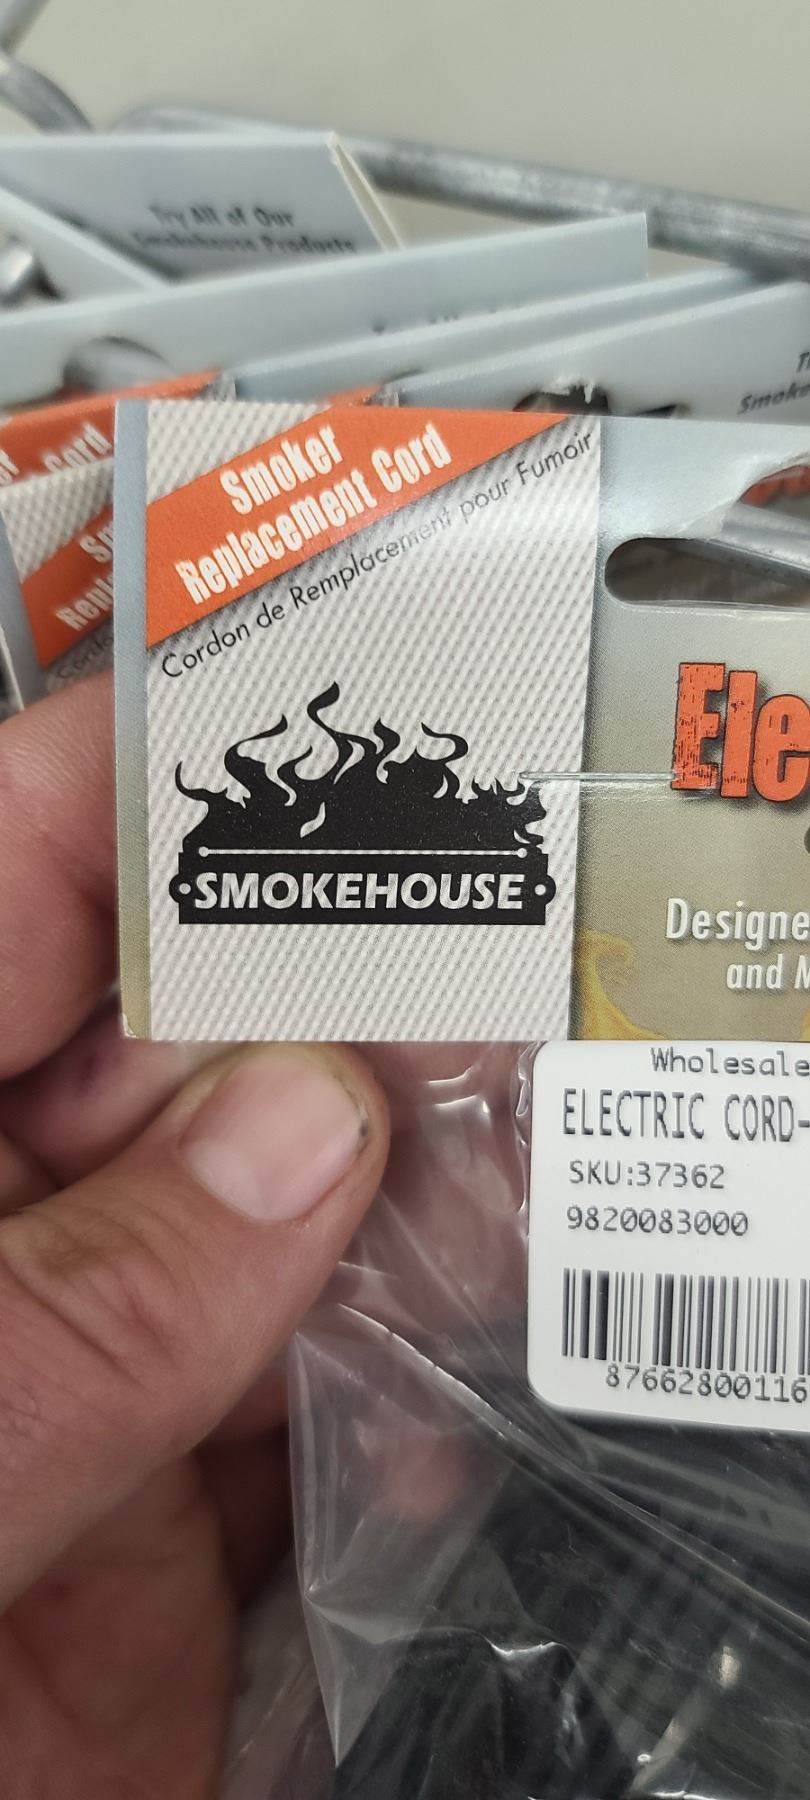 Try All of Our
Smokehouse Products
Smoker
Replacement Cord
Cordon de Remplacement pour Fumoir
SMOKEHOUSE
Ele
Designe
and M
Wholesale
ELECTRIC CORD-
SKU:37362
9820083000
87662800116